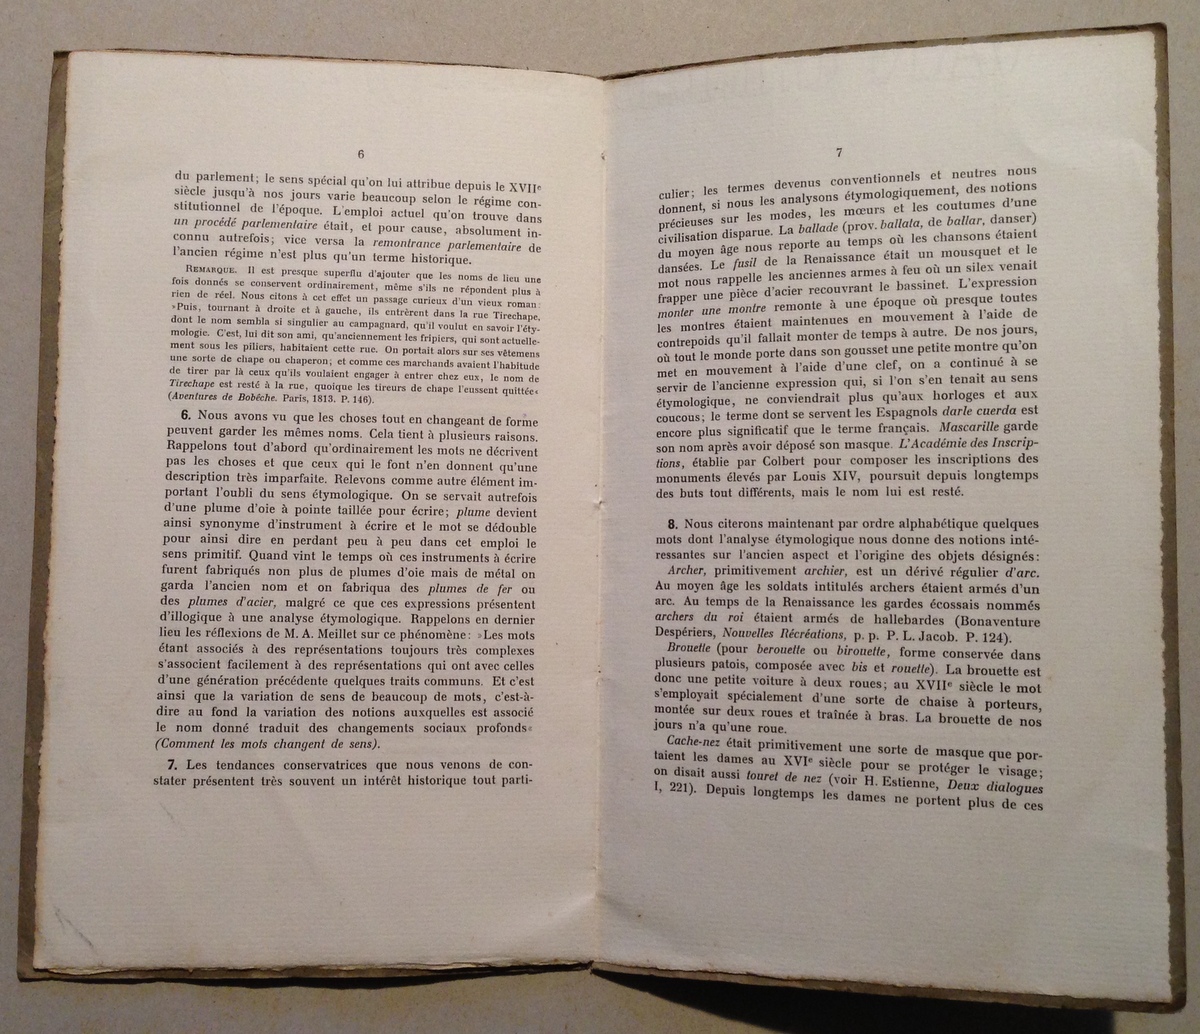 6
du parlement; le sens spécial qu'on lui attribue depuis le XVIIe
siècle jusqu'à nos jours varie beaucoup selon le régime con-
stitutionnel de l'époque. L'emploi actuel qu'on trouve dans
un procédé parlementaire était, et pour cause, absolument in-
connu autrefois; vice versa la remontrance parlementaire de
l'ancien régime n'est plus qu'un terme historique.
REMARQUE. Il est presque superflu d'ajouter que les noms de lieu une
fois donnés se conservent ordinairement, même s'ils ne répondent plus à
rien de réel. Nous citons à cet effet un passage curieux d'un vieux roman:
»Puis, tournant à droite et à gauche, ils entrèrent dans la rue Tirechape,
dont le nom sembla si singulier au campagnard, qu'il voulut en savoir l'éty-
mologie. C'est, lui dit son ami, qu'anciennement les fripiers, qui sont actuelle-
ment sous les piliers, habitaient cette rue. On portait alors sur ses vêtemens
une sorte de chape ou chaperon; et comme ces marchands avaient l'habitude
de tirer par là ceux qu'ils voulaient engager à entrer chez eux, le nom de
Tirechape est resté à la rue, quoique les tireurs de chape l'eussent quittée«
(Aventures de Bobêche. Paris, 1813. P. 146).
6. Nous avons vu que les choses tout en changeant de forme
peuvent garder les mêmes noms. Cela tient à plusieurs raisons.
Rappelons tout d'abord qu'ordinairement les mots ne décrivent
pas les choses et que ceux qui le font n'en donnent qu'une
description très imparfaite. Relevons comme autre élément im-
portant l'oubli du sens étymologique. On se servait autrefois
d'une plume d'oie à pointe taillée pour écrire; plume devient
ainsi synonyme d'instrument à écrire et le mot se dédouble
pour ainsi dire en perdant peu à peu dans cet emploi le
sens primitif. Quand vint le temps où ces instruments à écrire
furent fabriqués non plus de plumes d'oie mais de métal on
garda l'ancien nom et on fabriqua des plumes de fer ou
des plumes d'acier, malgré ce que ces expressions présentent
d'illogique à une analyse étymologique. Rappelons en dernier
lieu les réflexions de M. A. Meillet sur ce phénomène: »Les mots
étant associés à des représentations toujours très complexes
s'associent facilement à des représentations qui ont avec celles
d'une génération précédente quelques traits communs. Et c'est
ainsi que la variation de sens de beaucoup de mots, c'est-à-
dire au fond la variation des notions auxquelles est associé
le nom donné traduit des changements sociaux profonds«
(Comment les mots changent de sens).
7. Les tendances conservatrices que nous venons de con-
stater présentent très souvent un intérêt historique tout parti-
7
culier; les termes devenus conventionnels et neutres nous
donnent, si nous les analysons étymologiquement, des notions
précieuses sur les modes, les mœurs et les coutumes d'une
civilisation disparue. La ballade (prov. ballata, de ballar, danser)
du moyen âge nous reporte au temps où les chansons étaient
dansées. Le fusil de la Renaissance était un mousquet et le
mot nous rappelle les anciennes armes à feu où un silex venait
frapper une pièce d'acier recouvrant le bassinet. L'expression
monter une montre remonte à une époque où presque toutes
les montres étaient maintenues en mouvement à l'aide de
contrepoids qu'il fallait monter de temps à autre. De nos jours,
où tout le monde porte dans son gousset une petite montre qu'on
met en mouvement à l'aide d'une clef, on a continué à se
servir de l'ancienne expression qui, si l'on s'en tenait au sens
étymologique, ne conviendrait plus qu'aux horloges et aux
coucous; le terme dont se servent les Espagnols darle cuerda est
encore plus significatif que le terme français. Mascarille garde
son nom après avoir déposé son masque. L'Académie des Inscrip-
tions, établie par Colbert pour composer les inscriptions des
monuments élevés par Louis XIV, poursuit depuis longtemps
des buts tout différents, mais le nom lui est resté.
8. Nous citerons maintenant par ordre alphabétique quelques
mots dont l'analyse étymologique nous donne des notions inté-
ressantes sur l'ancien aspect et l'origine des objets désignés:
Archer, primitivement archier, est un dérivé régulier d'arc.
Au moyen âge les soldats intitulés archers étaient armés d'un
arc. Au temps de la Renaissance les gardes écossais nommés
archers du roi étaient armés de hallebardes (Bonaventure
Despériers, Nouvelles Récréations, p. p. P. L. Jacob. P. 124).
Brouette (pour berouette ou birouette, forme conservée dans
plusieurs patois, composée avec bis et rouette). La brouette est
donc une petite voiture à deux roues; au XVIIe siècle le mot
s'employait spécialement d'une sorte de chaise à porteurs,
montée sur deux roues et traînée à bras. La brouette de nos
jours n'a qu'une roue.
Cache-nez était primitivement une sorte de masque que por-
taient les dames au XVIe siècle pour se protéger le visage;
on disait aussi touret de nez (voir H. Estienne, Deux dialogues
I, 221). Depuis longtemps les dames ne portent plus de ces